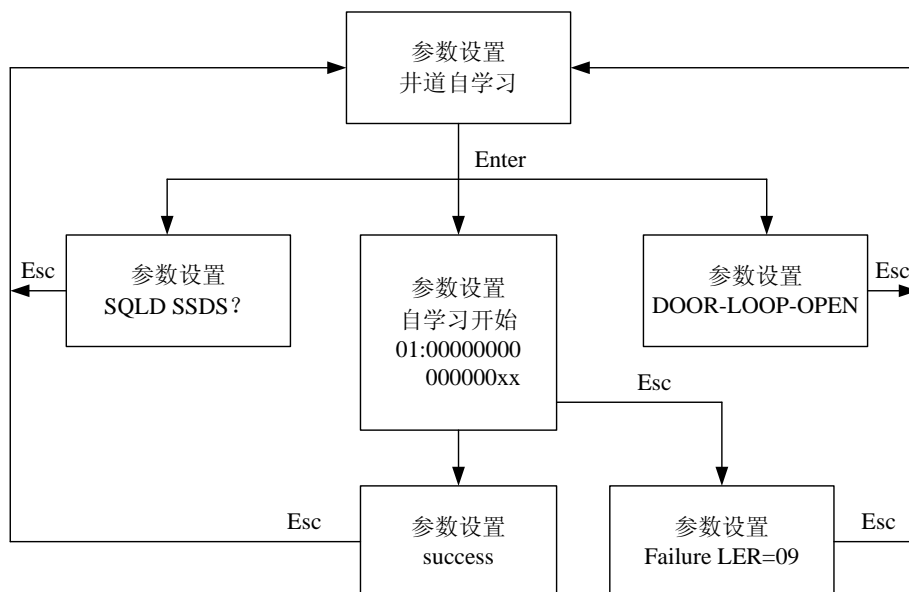 参数设置
井道自学习
Enter
Esc
参数设置
SQLD SSDS？
参数设置
自学习开始
01:00000000
000000xx
参数设置
DOOR-LOOP-OPEN
Esc
Esc
Esc
参数设置
success
参数设置
Failure LER=09
Esc